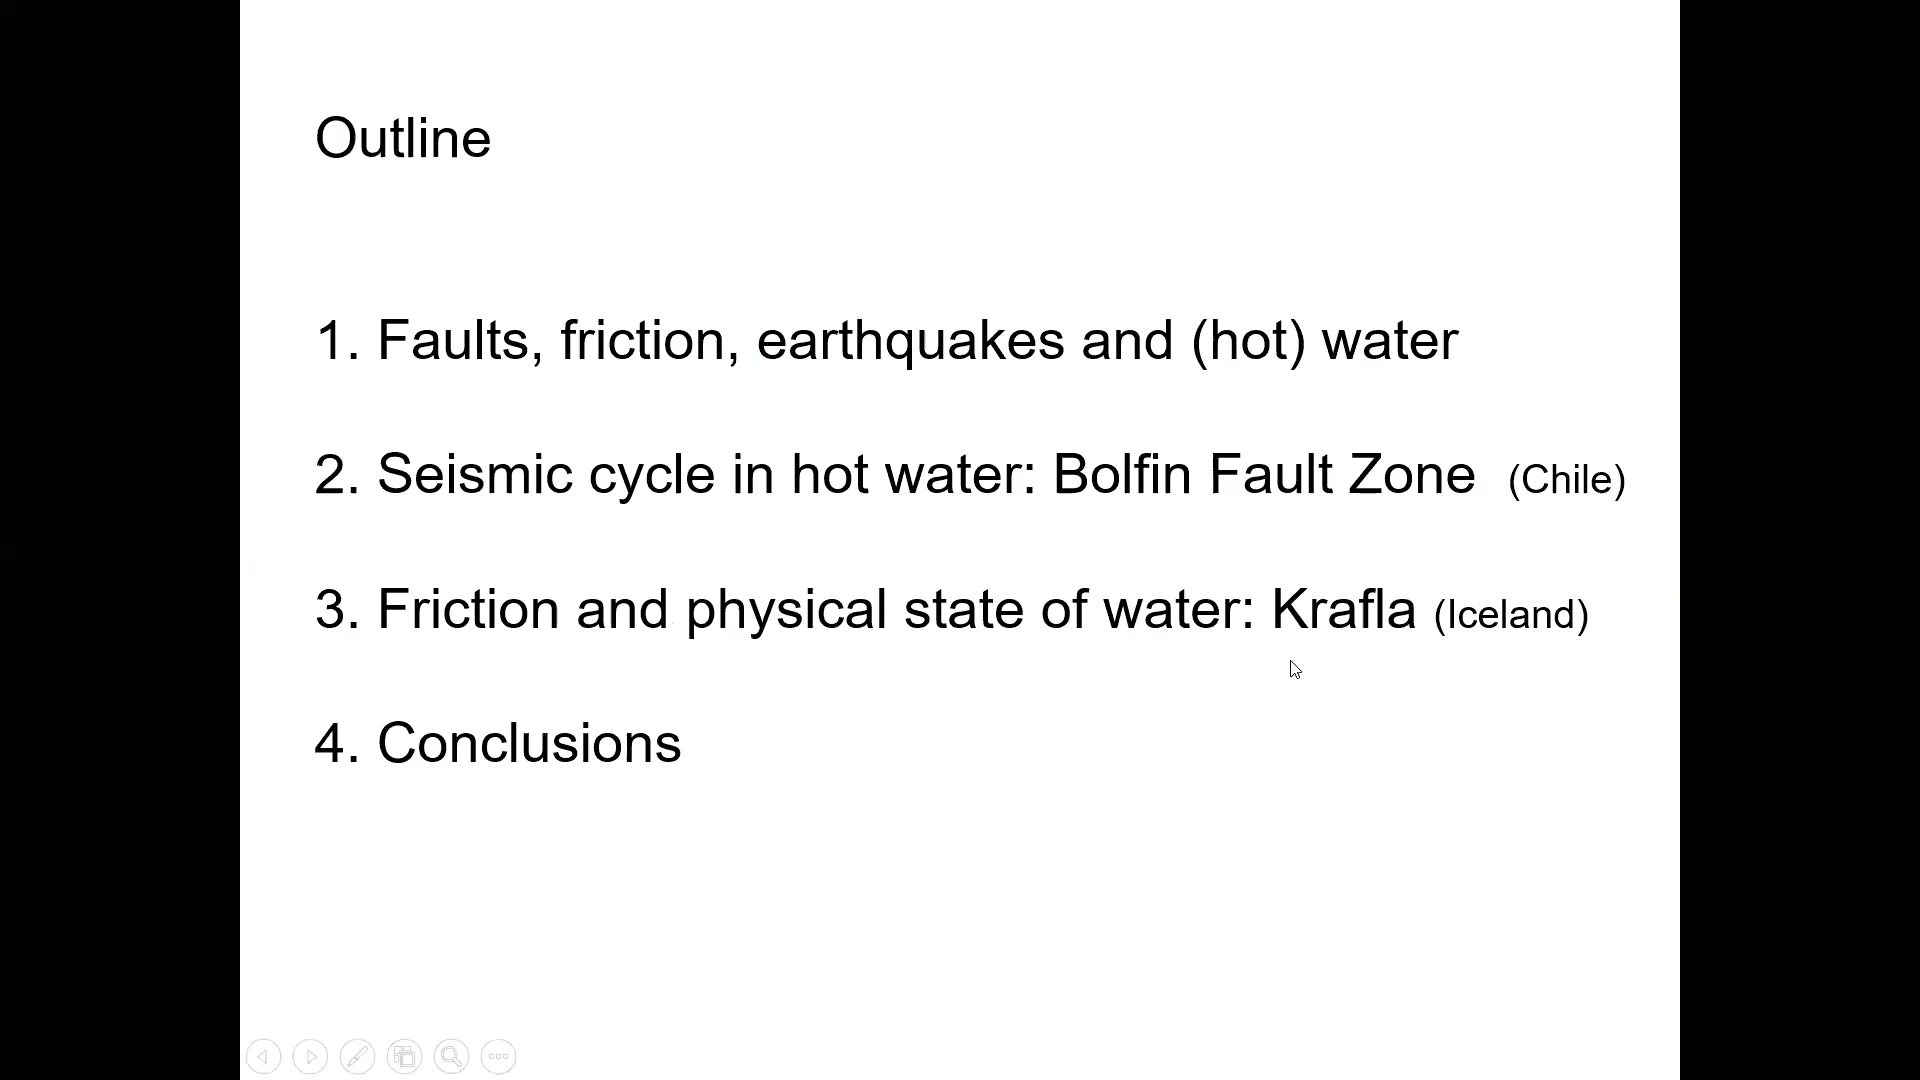 Outline
1. Faults, friction, earthquakes and (hot) water
2. Seismic cycle in hot water: Bolfin Fault Zone (Chile)
3. Friction and physical state of water: Krafla (Iceland)
4. Conclusions